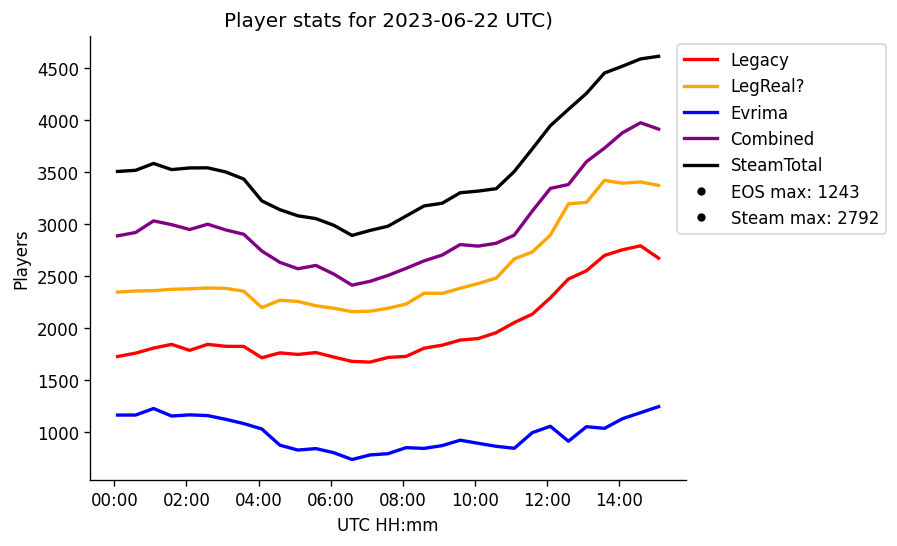 Player stats for 2023-06-22 UTC)
Players
4500
4000
3500
3000
2500
2000
1500
1000
00:00 02:00 04:00 06:00 08:00 10:00 12:00 14:00
UTC HH:mm
Legacy
LegReal?
Evrima
Combined
SteamTotal
EOS max: 1243
Steam max: 2792